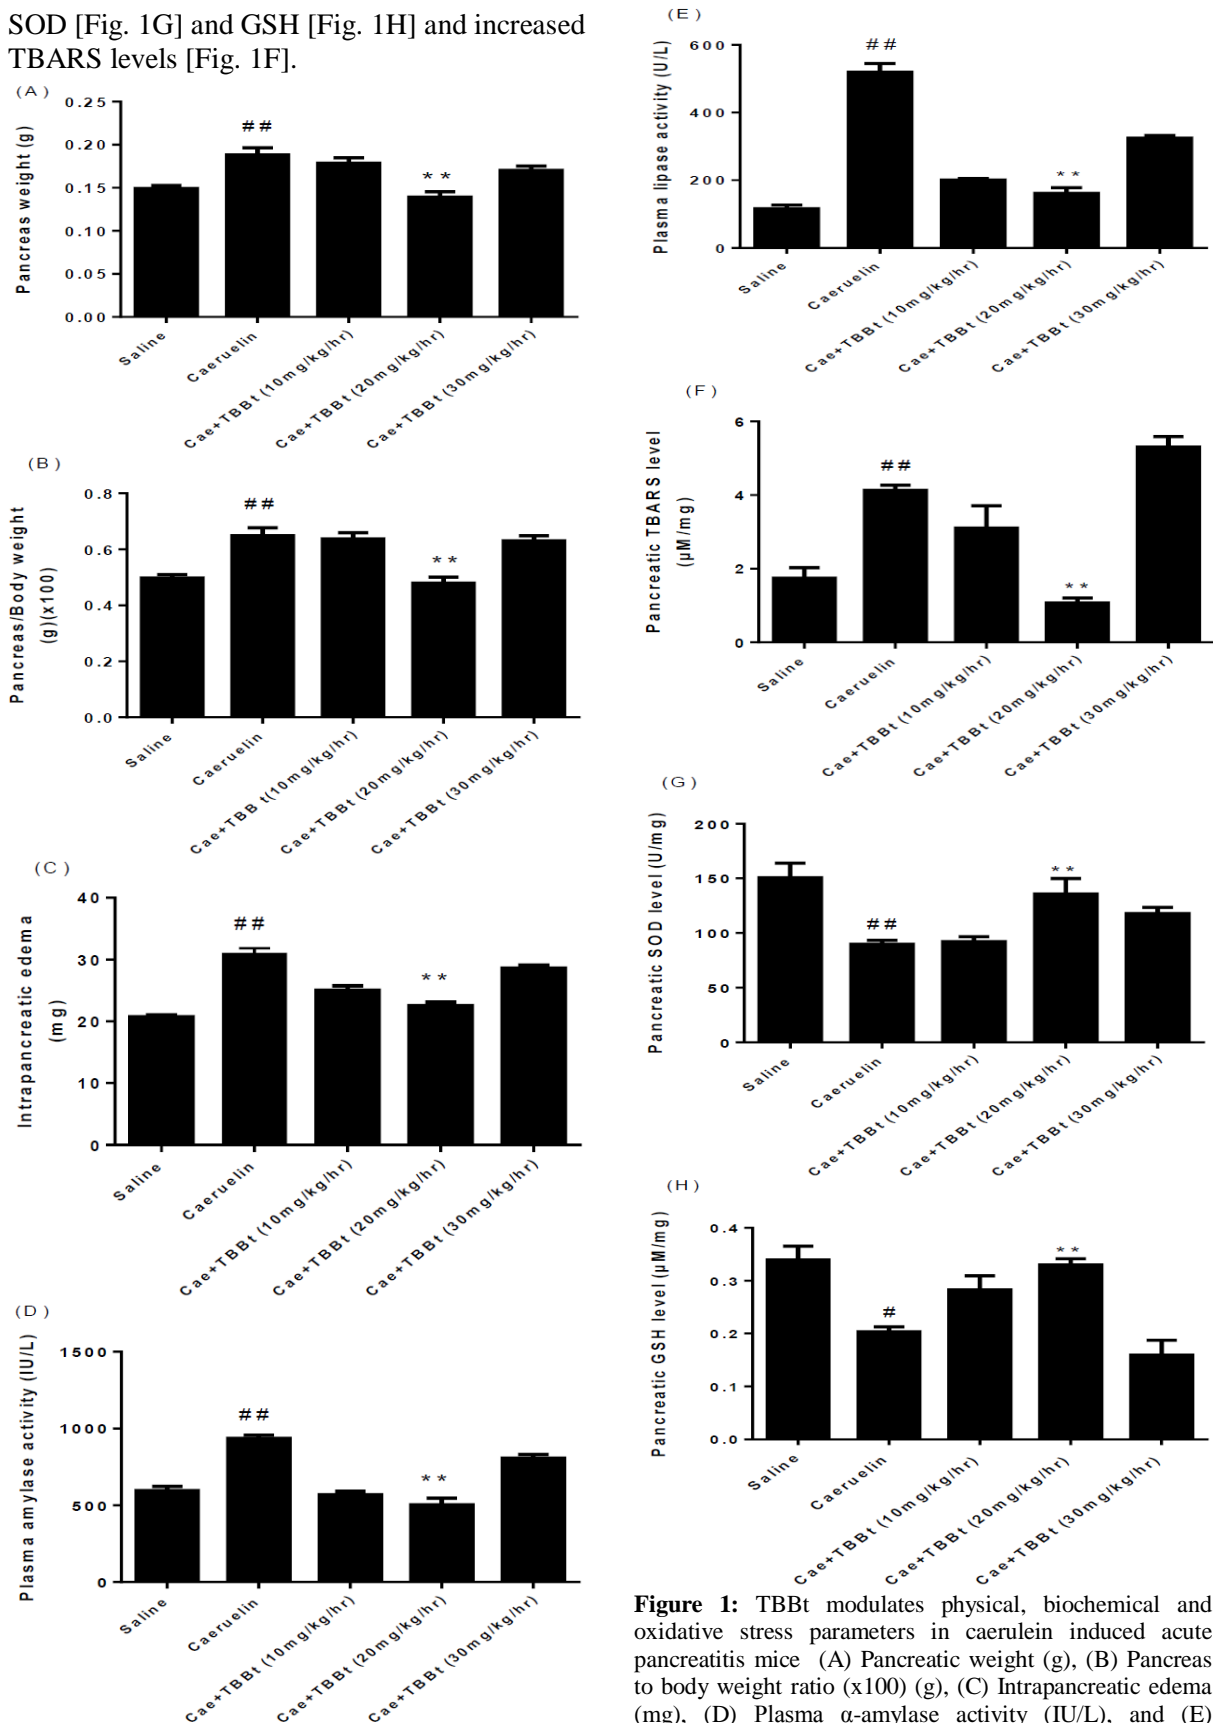 SOD [Fig. 1G] and GSH [Fig. 1H] and increased
TBARS levels [Fig. 1F].
(A)
Pancreas weight (g)
0.25
0.20
0.15
0.10
0.05
0.00
##
**
Saline
Caeruelin
Cae+TBBt (10mg/kg/hr)
Cae+TBBt (20mg/kg/hr)
Cae+TBBt (30mg/kg/hr)
(B)
Pancreas/Body weight
(g)(x100)
0.8
0.6
0.4
0.2
0.0
##
**
Saline
Caeruelin
Cae+TBB t(10mg/kg/hr)
Cae+TBBt (20mg/kg/hr)
Cae+TBBt (30mg/kg/hr)
(C)
Intrapancreatic edema
(mg)
40
30
20
10
0
##
**
Saline
Caeruelin
Cae+TBBt (10mg/kg/hr)
Cae+TBBt (20mg/kg/hr)
Cae+TBBt (30mg/kg/hr)
(D)
Plasma amylase activity (IU/L)
1500
1000
500
0
##
**
Saline
Caeruelin
Cae+TBBt (10mg/kg/hr)
Cae+TBBt (20mg/kg/hr)
Cae+TBBt (30mg/kg/hr)
(E)
Plasma lipase activity (U/L)
600
400
200
0
##
**
Saline
Caeruelin
Cae+TBBt (10mg/kg/hr)
Cae+TBBt (20mg/kg/hr)
Cae+TBBt (30mg/kg/hr)
(F)
Pancreatic TBARS level
(µM/mg)
6
4
2
0
##
**
Saline
Caeruelin
Cae+TBBt (10mg/kg/hr)
Cae+TBBt (20mg/kg/hr)
Cae+TBBt (30mg/kg/hr)
(G)
Pancreatic SOD level (U/mg)
200
150
100
50
0
##
**
Saline
Caeruelin
Cae+TBBt (10mg/kg/hr)
Cae+TBBt (20mg/kg/hr)
Cae+TBBt (30mg/kg/hr)
(H)
Pancreatic GSH level (µM/mg)
0.4
0.3
0.2
0.1
0.0
#
**
Saline
Caeruelin
Cae+TBBt (10mg/kg/hr)
Cae+TBBt (20mg/kg/hr)
Cae+TBBt (30mg/kg/hr)
Figure 1: TBBt modulates physical, biochemical and
oxidative stress parameters in caerulein induced acute
pancreatitis mice (A) Pancreatic weight (g), (B) Pancreas
to body weight ratio (x100) (g), (C) Intrapancreatic edema
(mg), (D) Plasma α-amylase activity (IU/L), and (E)